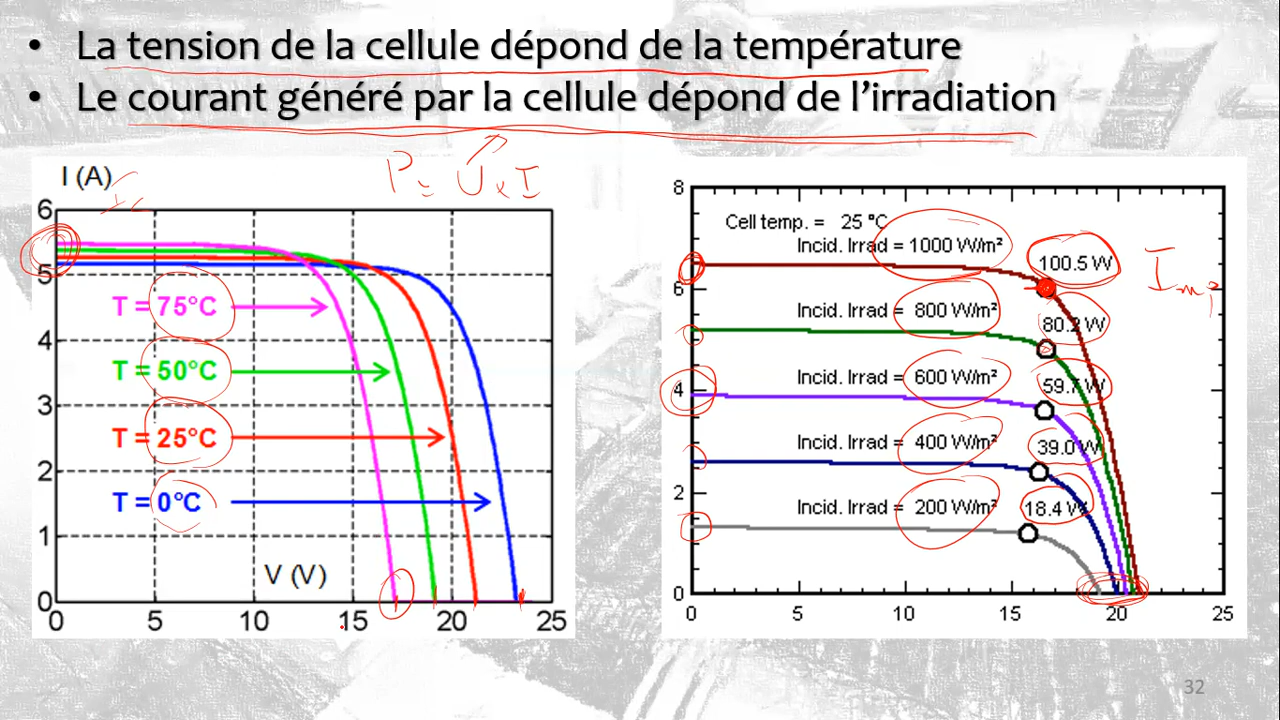 • La tension de la cellule dépond de la température
• Le courant généré par la cellule dépond de l'irradiation
P = U x I
I (A)
6
5
4
3
2
1
0
T = 75°C
T = 50°C
T = 25°C
T = 0°C
V (V)
0 5 10 15 20 25
8
6
4
2
0
Cell temp. = 25 °C
Incid. Irrad = 1000 W/m²
100.5 W
Incid. Irrad = 800 W/m²
80.2 W
Incid. Irrad = 600 W/m²
59.7 W
Incid. Irrad = 400 W/m²
39.0 W
Incid. Irrad = 200 W/m²
18.4 W
Imp
0 5 10 15 20 25
32